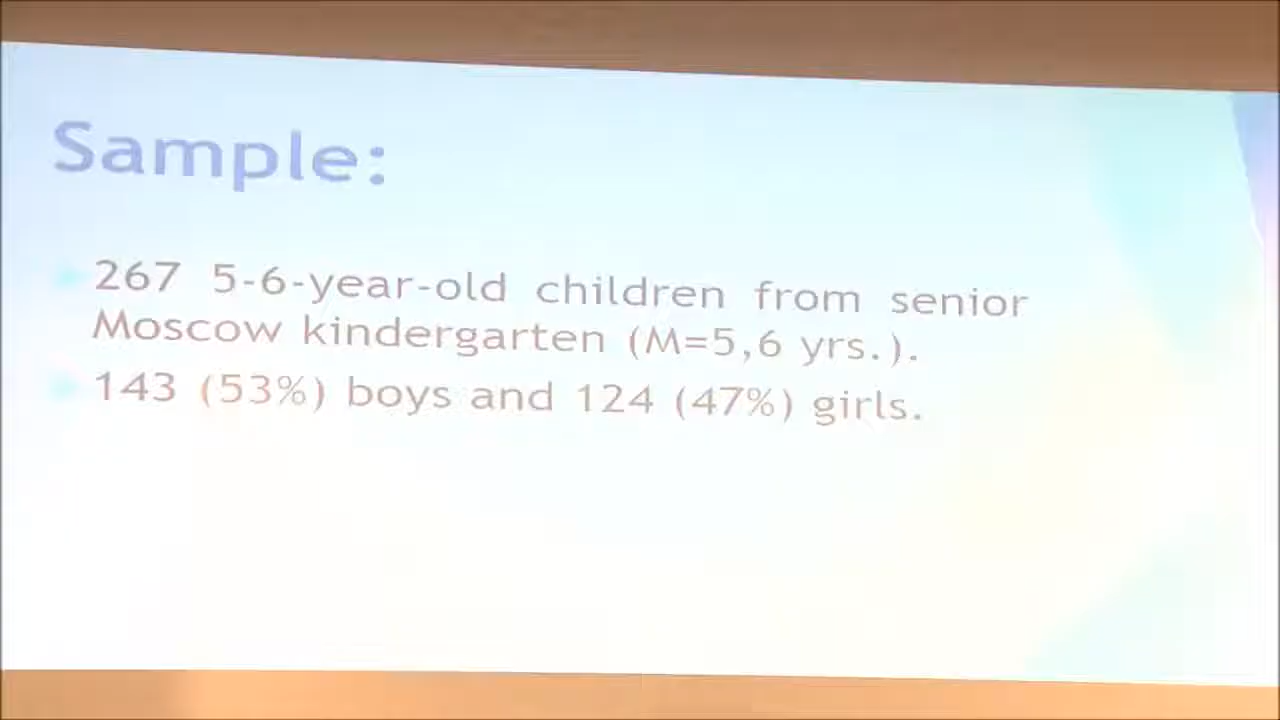 Sample:
267 5-6-year-old children from senior
Moscow kindergarten (M=5,6 yrs.).
143 (53%) boys and 124 (47%) girls.